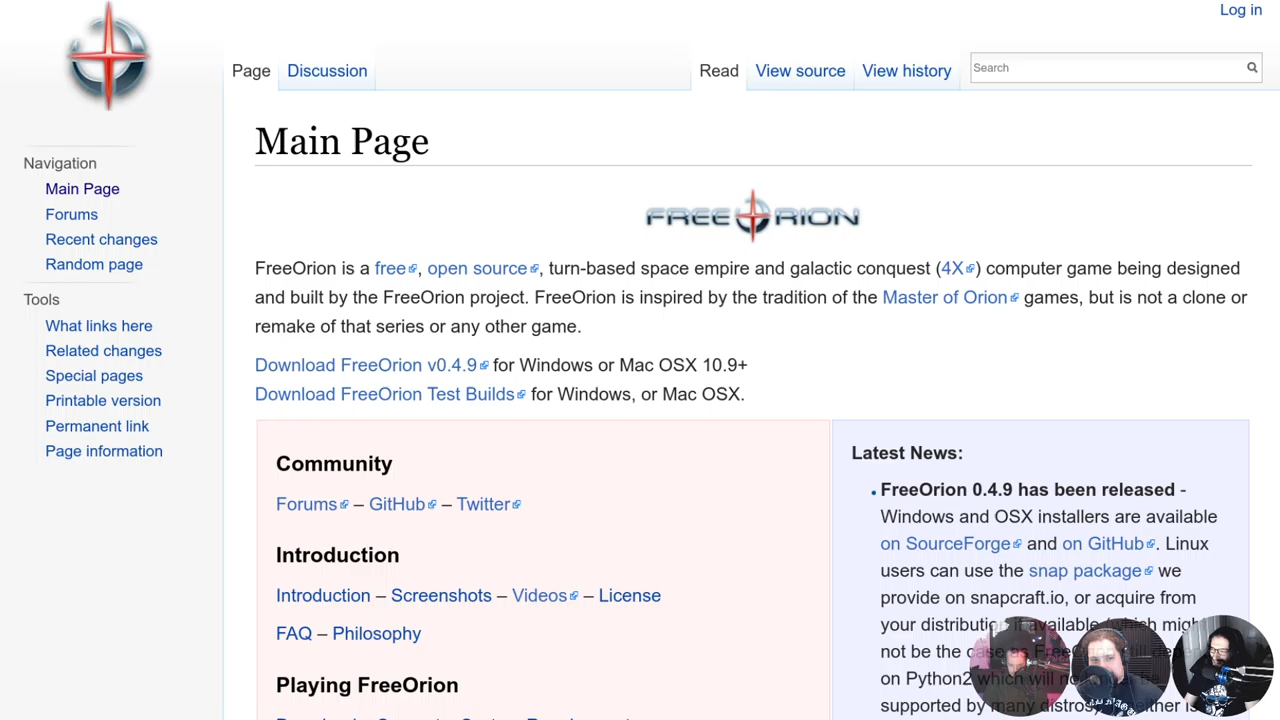 Log in
Page Discussion Read View source View history Search
Navigation
Main Page
Forums
Recent changes
Random page
Tools
What links here
Related changes
Special pages
Printable version
Permanent link
Page information
Main Page
FREEORION
FreeOrion is a free, open source, turn-based space empire and galactic conquest (4X) computer game being designed
and built by the FreeOrion project. FreeOrion is inspired by the tradition of the Master of Orion games, but is not a clone or
remake of that series or any other game.
Download FreeOrion v0.4.9 for Windows or Mac OSX 10.9+
Download FreeOrion Test Builds for Windows, or Mac OSX.
Community
Forums – GitHub – Twitter
Introduction
Introduction – Screenshots – Videos – License
FAQ – Philosophy
Playing FreeOrion
Latest News:
• FreeOrion 0.4.9 has been released -
Windows and OSX installers are available
on SourceForge and on GitHub. Linux
users can use the snap package we
provide on snapcraft.io, or acquire from
your distribution if available (which might
not be the case as FreeOrion still
on Python2 which will no
supported by many distros